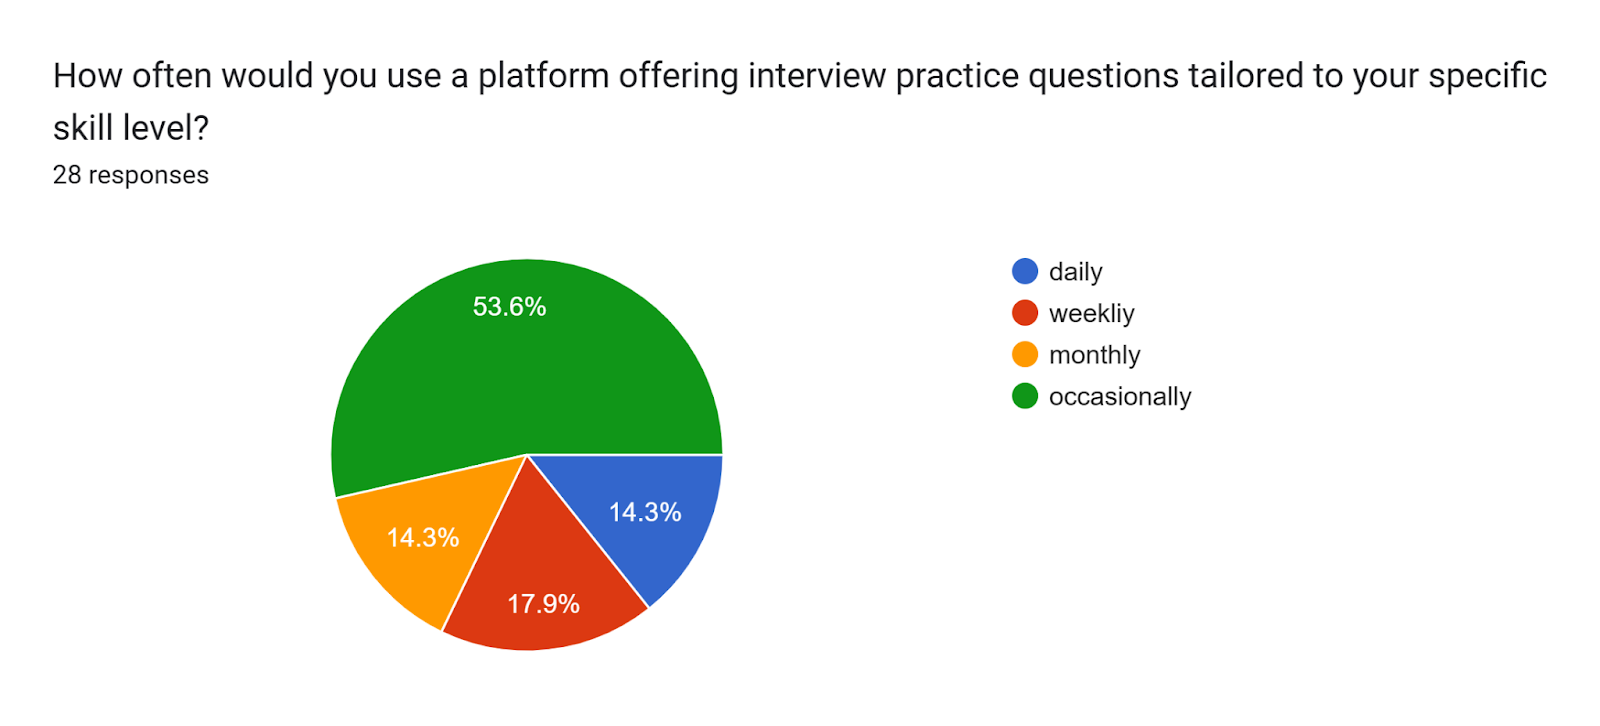 How often would you use a platform offering interview practice questions tailored to your specific
skill level?
28 responses
53.6%
14.3%
14.3%
17.9%
daily
weekliy
monthly
occasionally